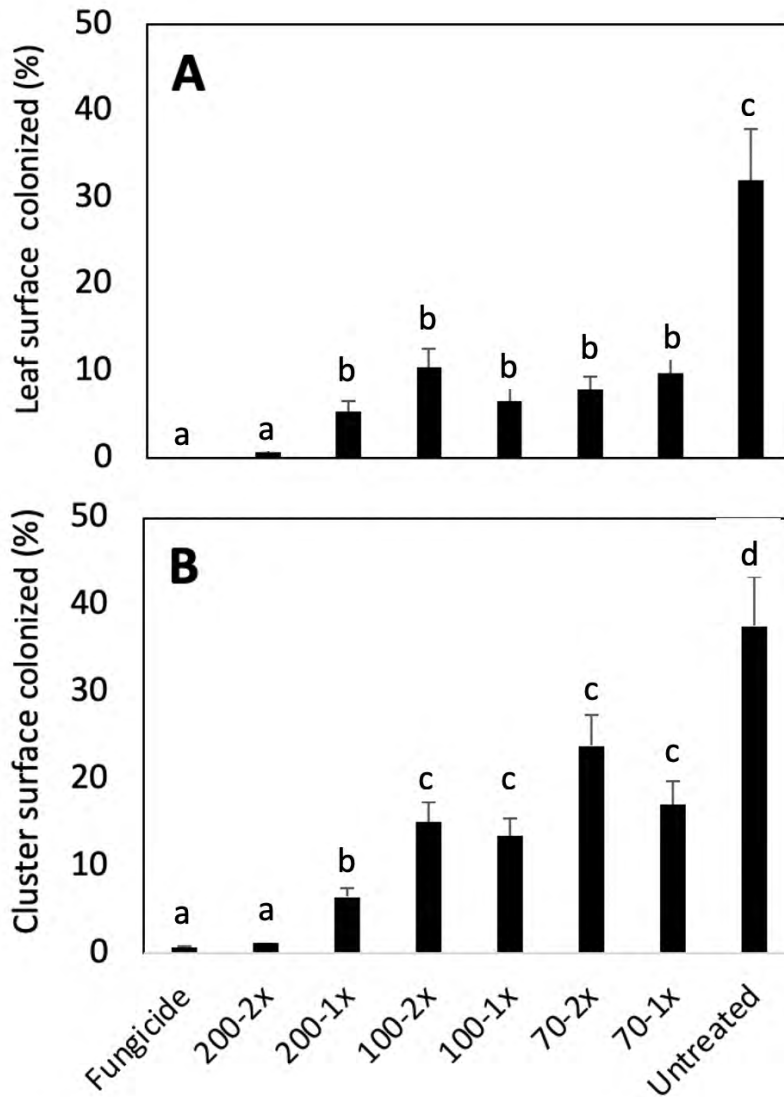 Leaf surface colonized (%)
50
40
30
20
10
0
A
a
a
b
b
b
b
b
c
Cluster surface colonized (%)
50
40
30
20
10
0
B
a
a
b
c
c
c
c
d
Fungicide
200-2x
200-1x
100-2x
100-1x
70-2x
70-1x
Untreated